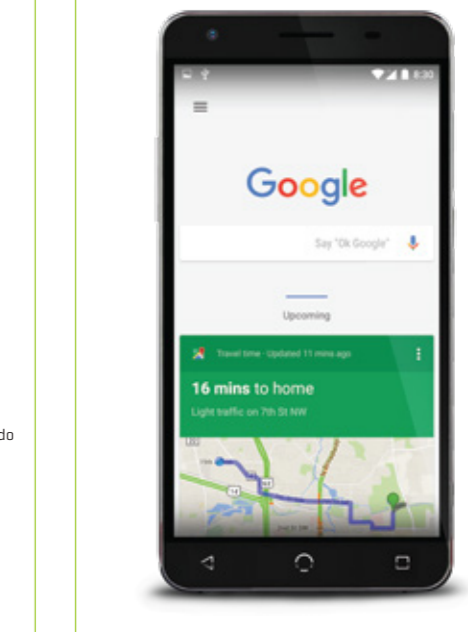 8:30
Google
Say "Ok Google"
Upcoming
Travel time - Updated 11 mins ago
16 mins to home
Light traffic on 7th St NW
do